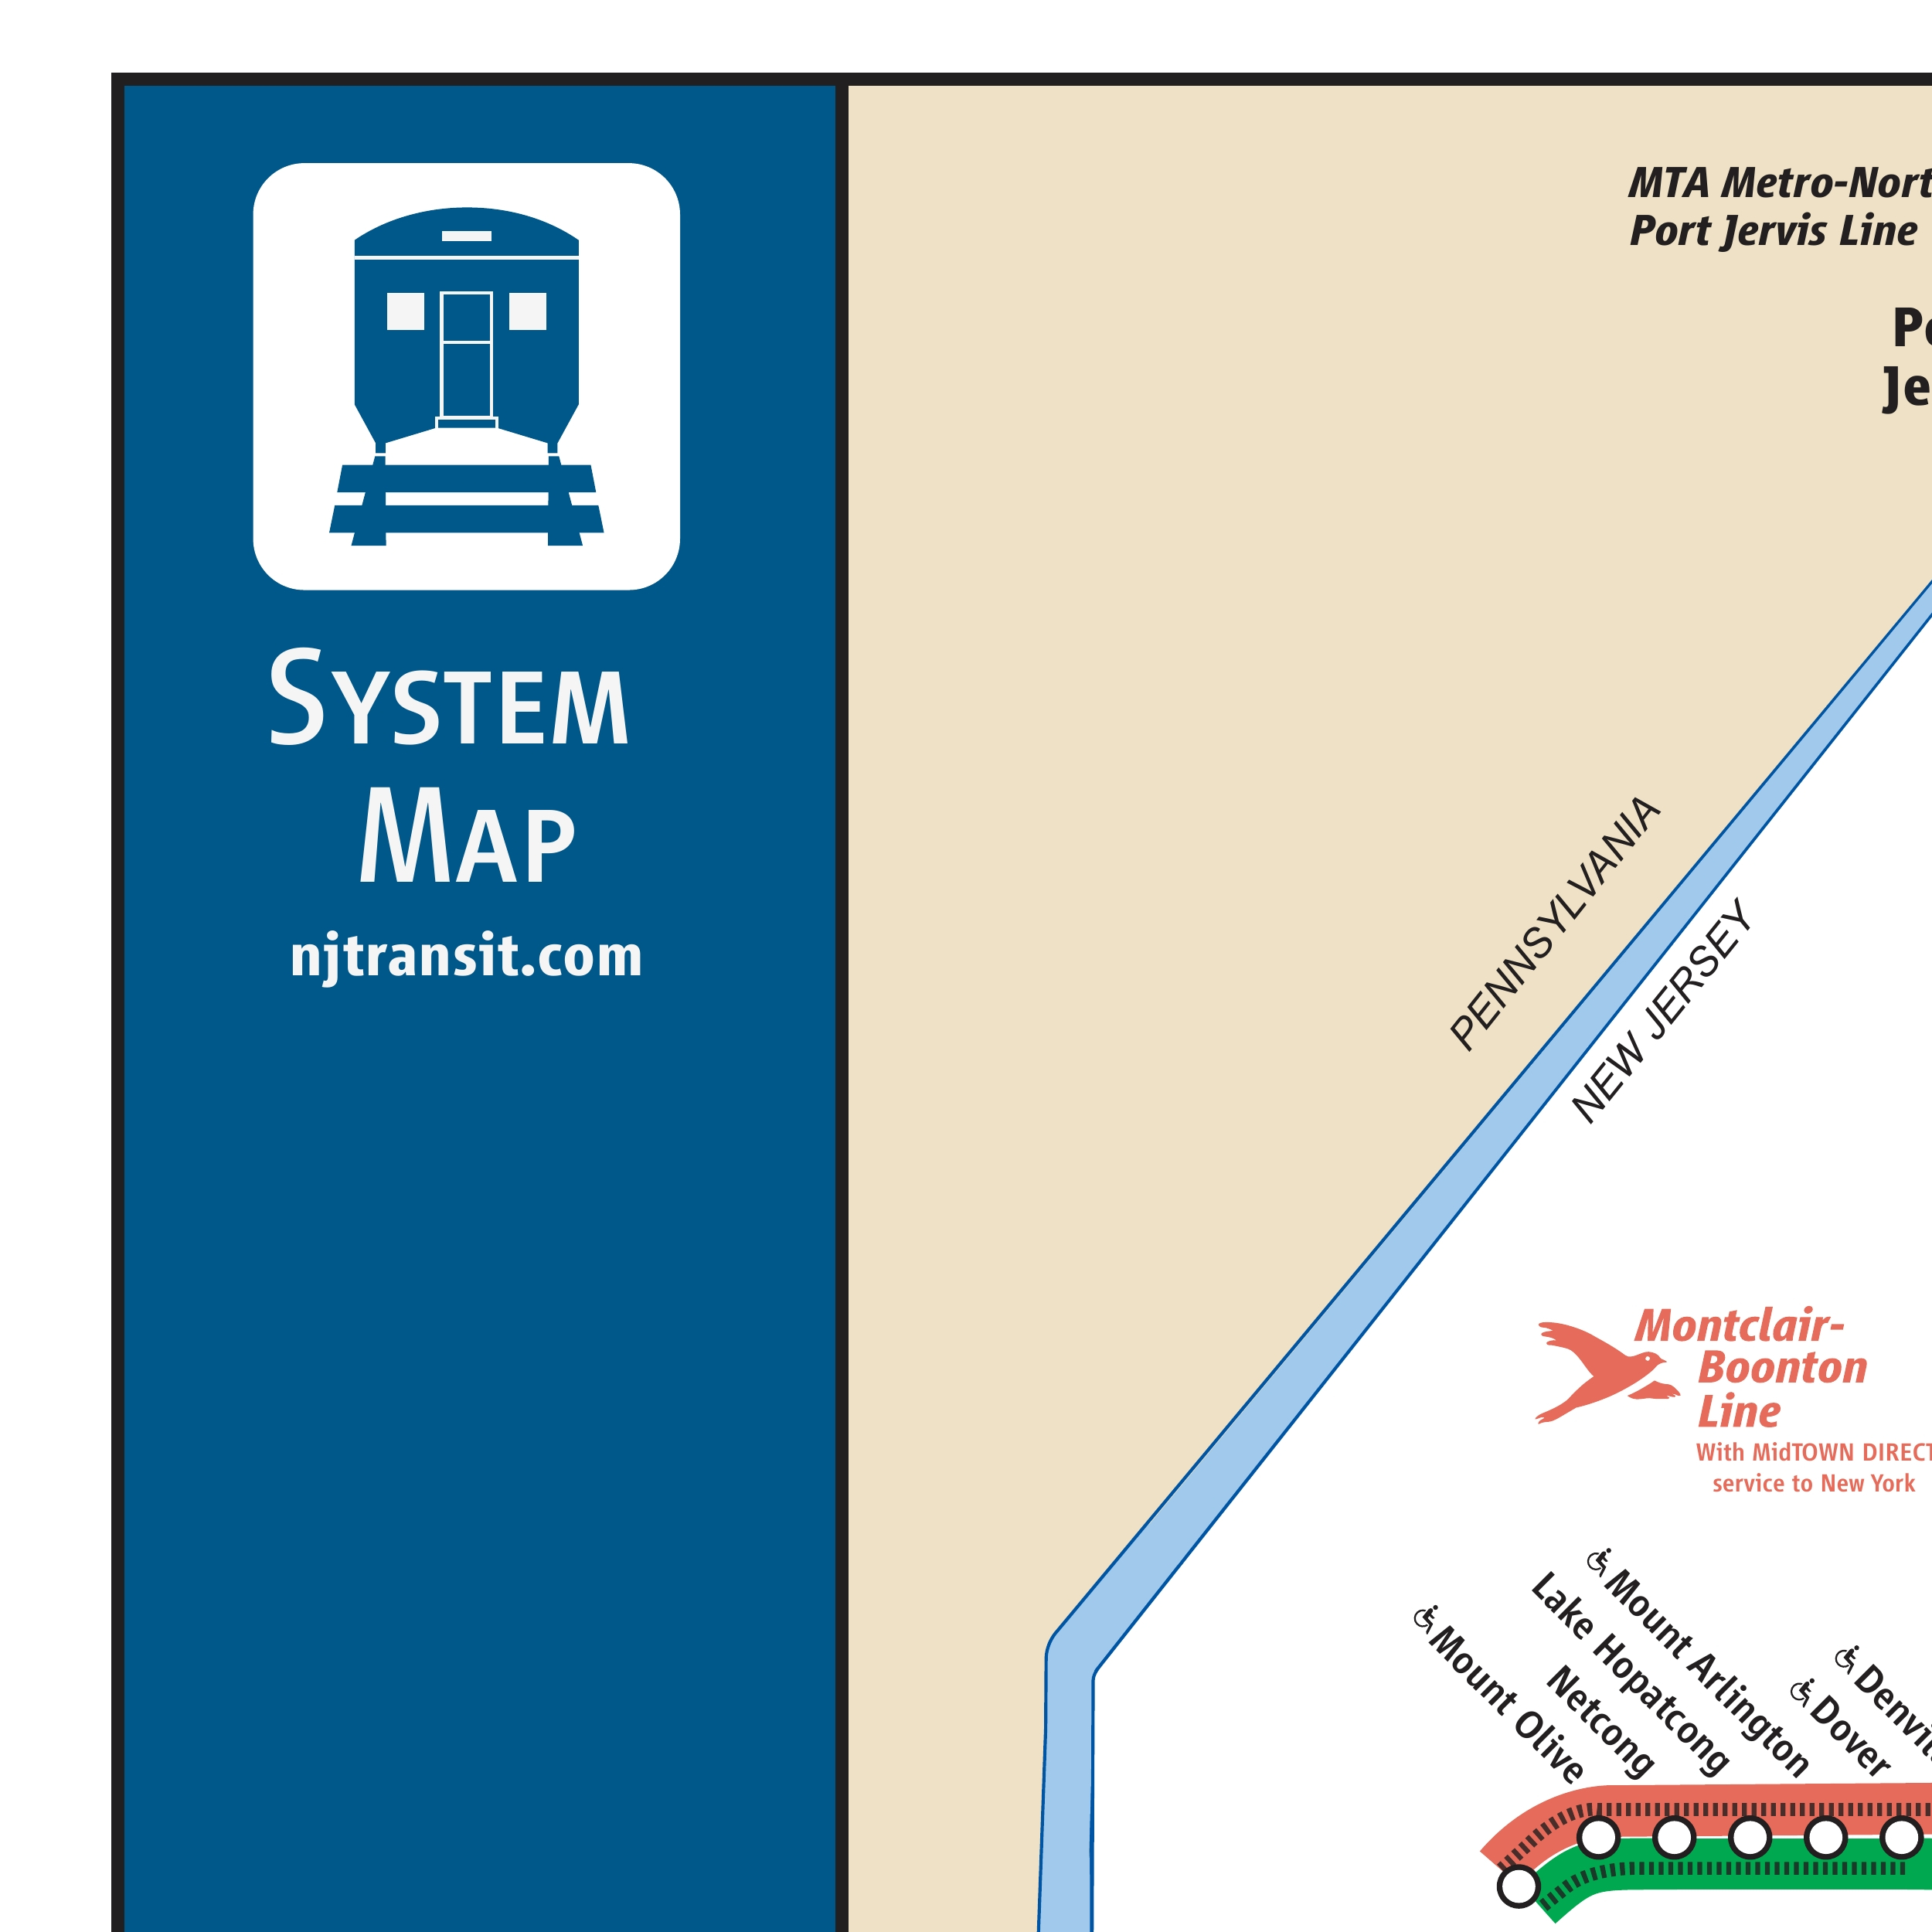 SYSTEM
MAP
njtransit.com
MTA Metro-Nort
Port Jervis Line
Po
Je
PENNSYLVANIA
NEW JERSEY
Montclair-
Boonton
Line
With MidTOWN DIRECT
service to New York
Mount Olive
Netcong
Lake Hopatcong
Mount Arlington
Dover
Denvil